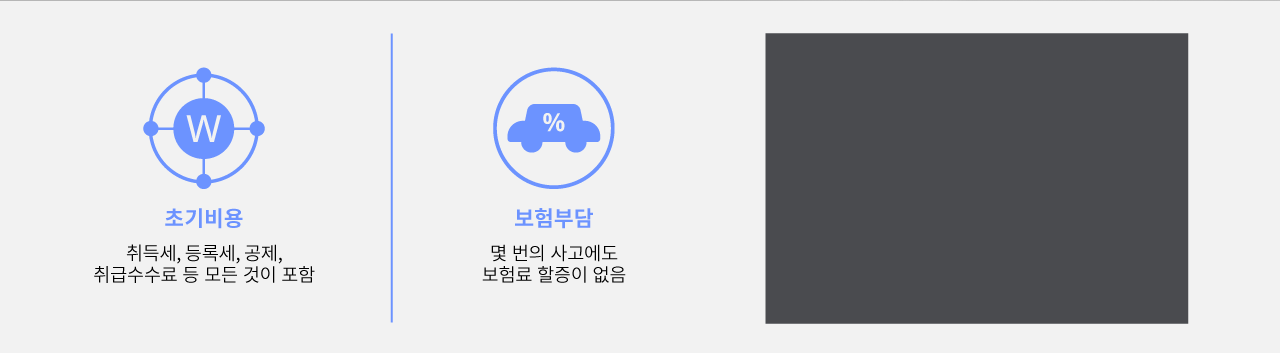 W
초기비용
취득세, 등록세, 공제,
취급수수료 등 모든 것이 포함
%
보험부담
몇 번의 사고에도
보험료 할증이 없음